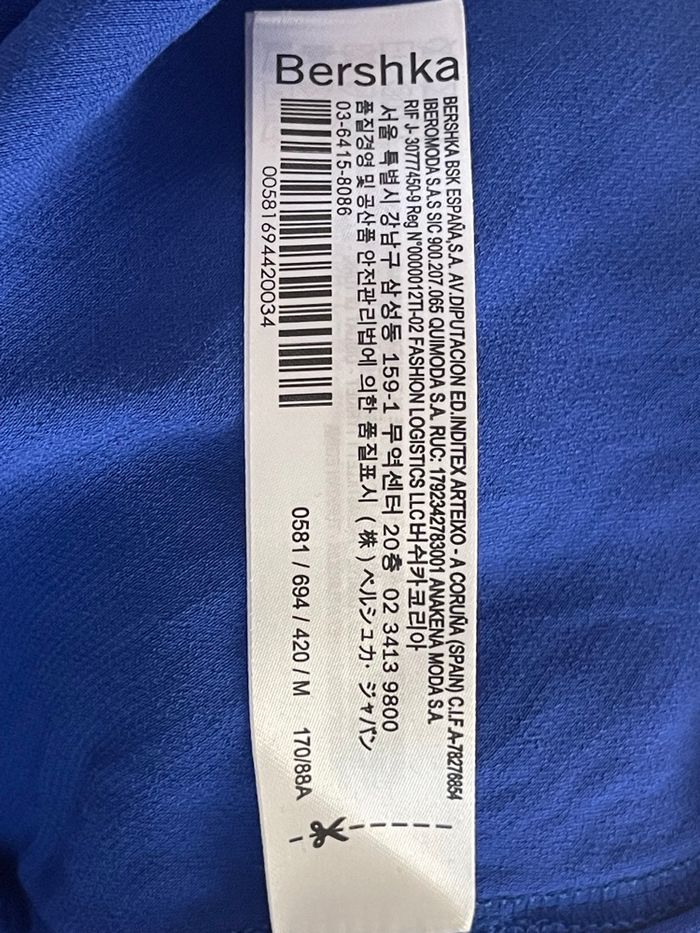 Bershka
BERSHKA BSK ESPAÑA,S.A. AV.DIPUTACION ED.INDITEX ARTEIXO - A CORUÑA (SPAIN) C.I.F A-78276854
IBEROMODA S.A.S SIC 900.207.065 QUIMODA S.A. RUC: 1792342783001 ANAKENA MODA S.A.
RIF J- 30777450-9 Reg Nº0000012TI-02 FASHION LOGISTICS LLC버쉬카코리아
서울 특별시 강남구 삼성동 159-1 무역센터 20층 02 3413 9800
품질경영 및 공산품 안전관리법에 의한 품질표시 (株) ベルシュカ・ジャパン
03-6415-8086
00581694420034
0581 / 694 / 420 / M 170/88A